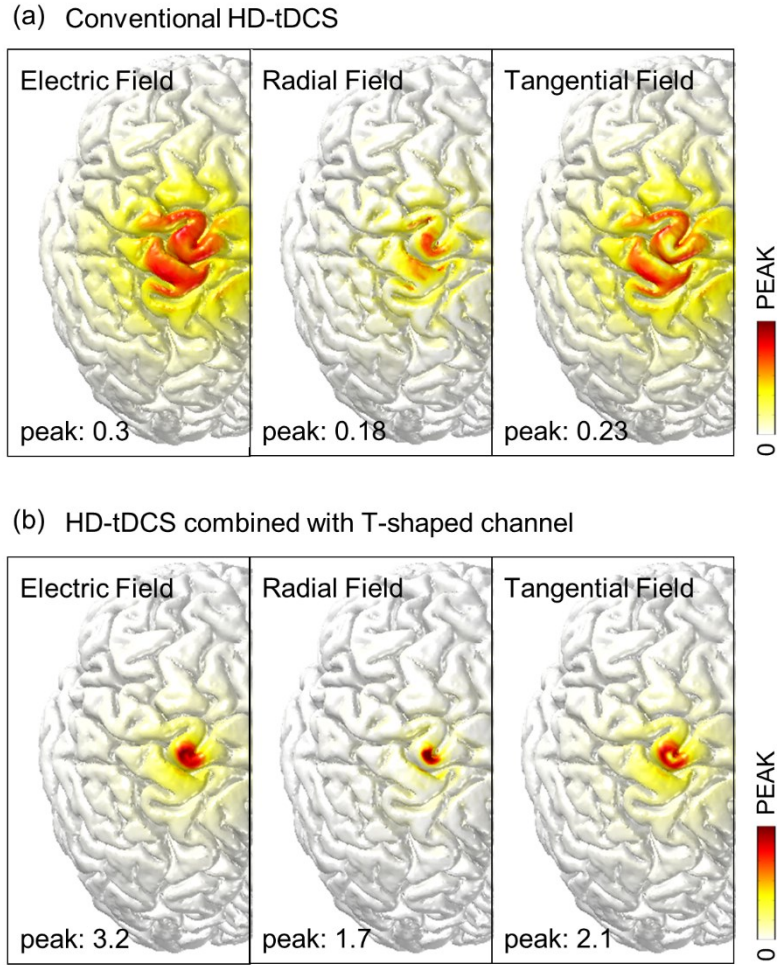 (a) Conventional HD-tDCS
Electric Field
Radial Field
Tangential Field
peak: 0.3
peak: 0.18
peak: 0.23
PEAK
0
(b) HD-tDCS combined with T-shaped channel
Electric Field
Radial Field
Tangential Field
peak: 3.2
peak: 1.7
peak: 2.1
PEAK
0